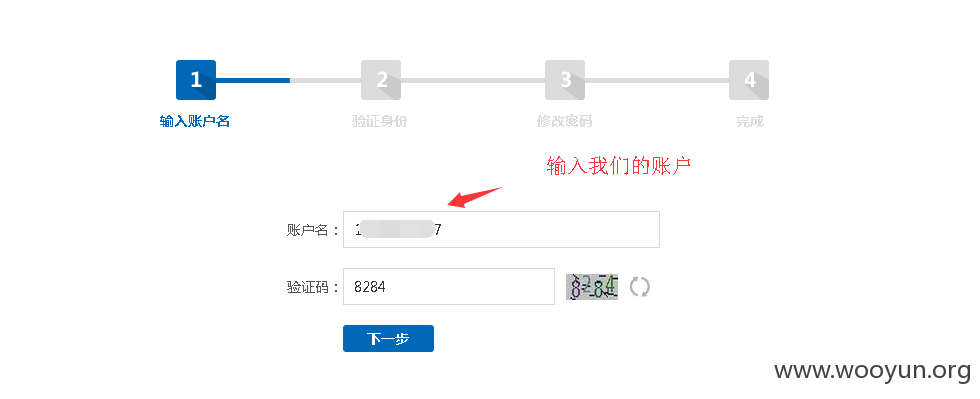 1 2 3 4
输入账户名 验证身份 修改密码 完成
输入我们的账户
账户名：1 7
验证码：8284 8284
下一步
www.wooyun.org